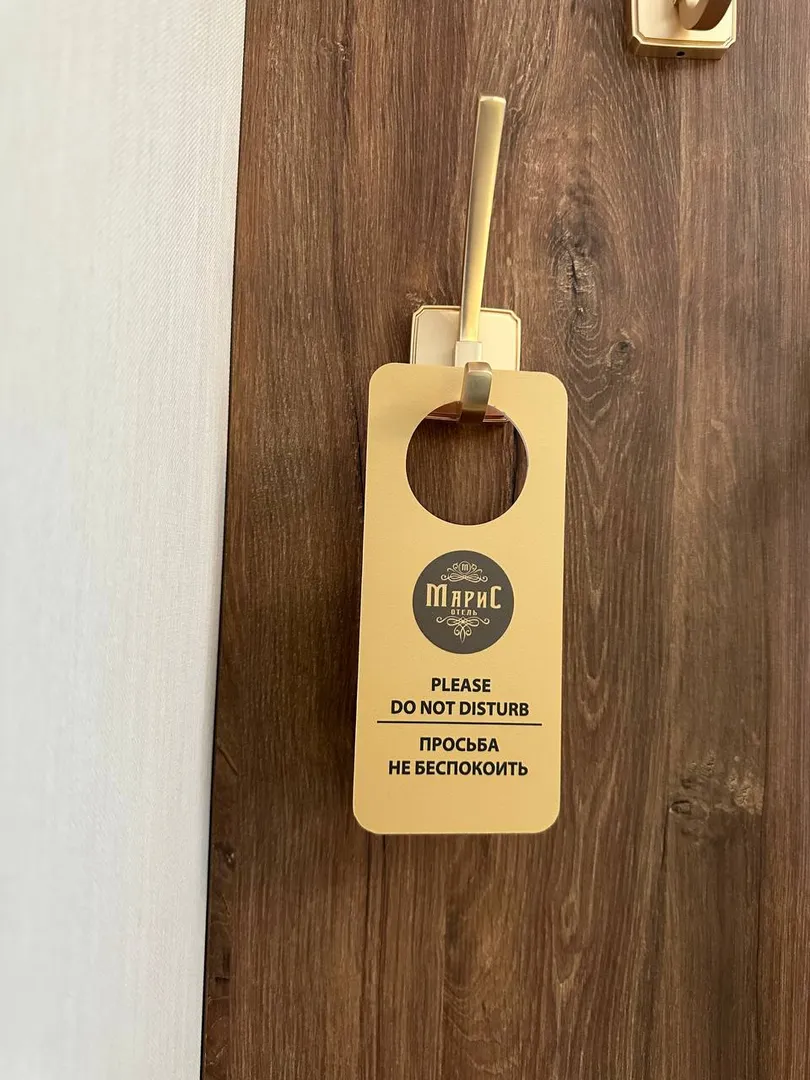 М
МАРИС
ОТЕЛЬ
PLEASE
DO NOT DISTURB
ПРОСЬБА
НЕ БЕСПОКОИТЬ